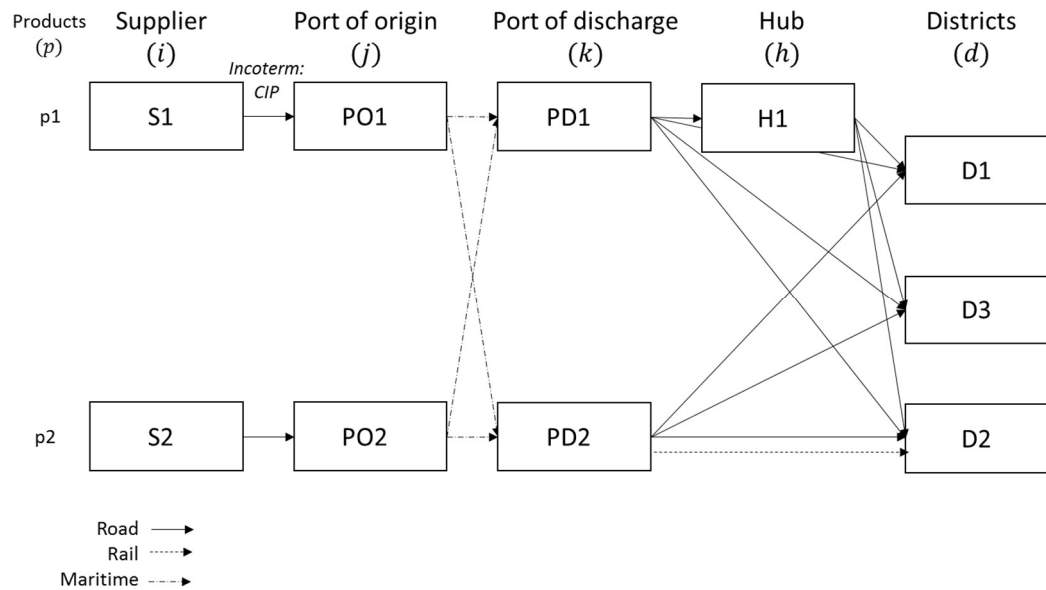 Products
(p)
Supplier
(i)
Port of origin
(j)
Port of discharge
(k)
Hub
(h)
Districts
(d)
Incoterm:
CIP
p1
S1
PO1
PD1
H1
D1
D3
p2
S2
PO2
PD2
D2
Road
Rail
Maritime